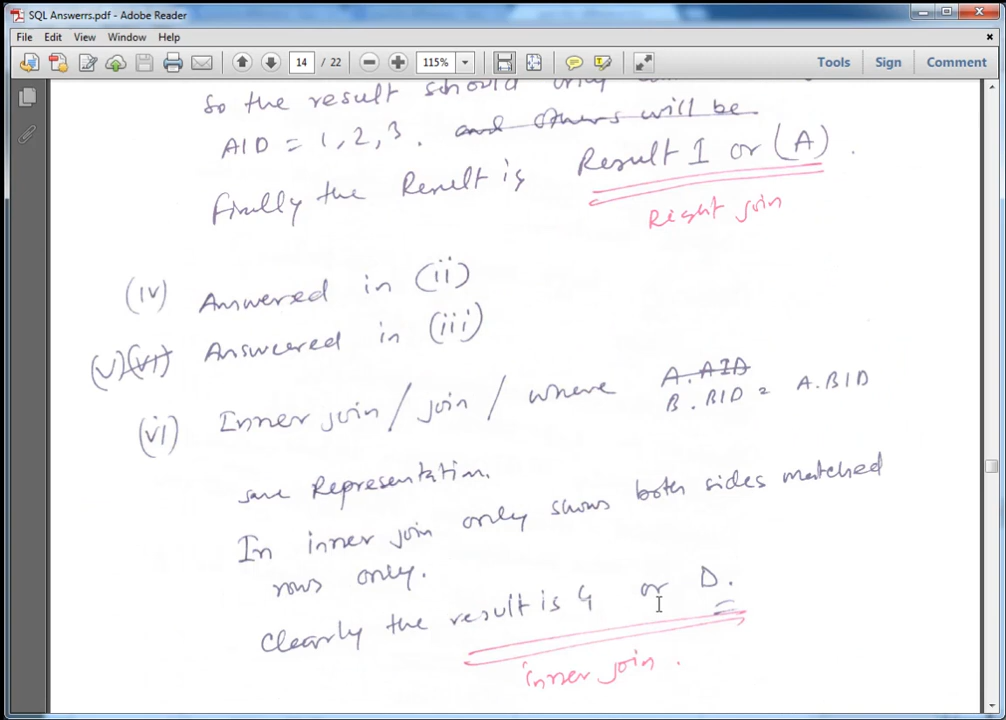 SQL Answerrs.pdf - Adobe Reader
File Edit View Window Help
14 / 22 115% Tools Sign Comment
So the result should only
AID = 1, 2, 3. and others will be
Finally the Result is Result I or (A).
Right join
(iv) Answered in (ii)
(v) (vi) Answeered in (iii)
(vi) Inner join / join / where A.AID
B.BID = A.BID
same Representation.
In inner join only shows both sides matched
rows only.
Clearly the result is G or D.
inner join.